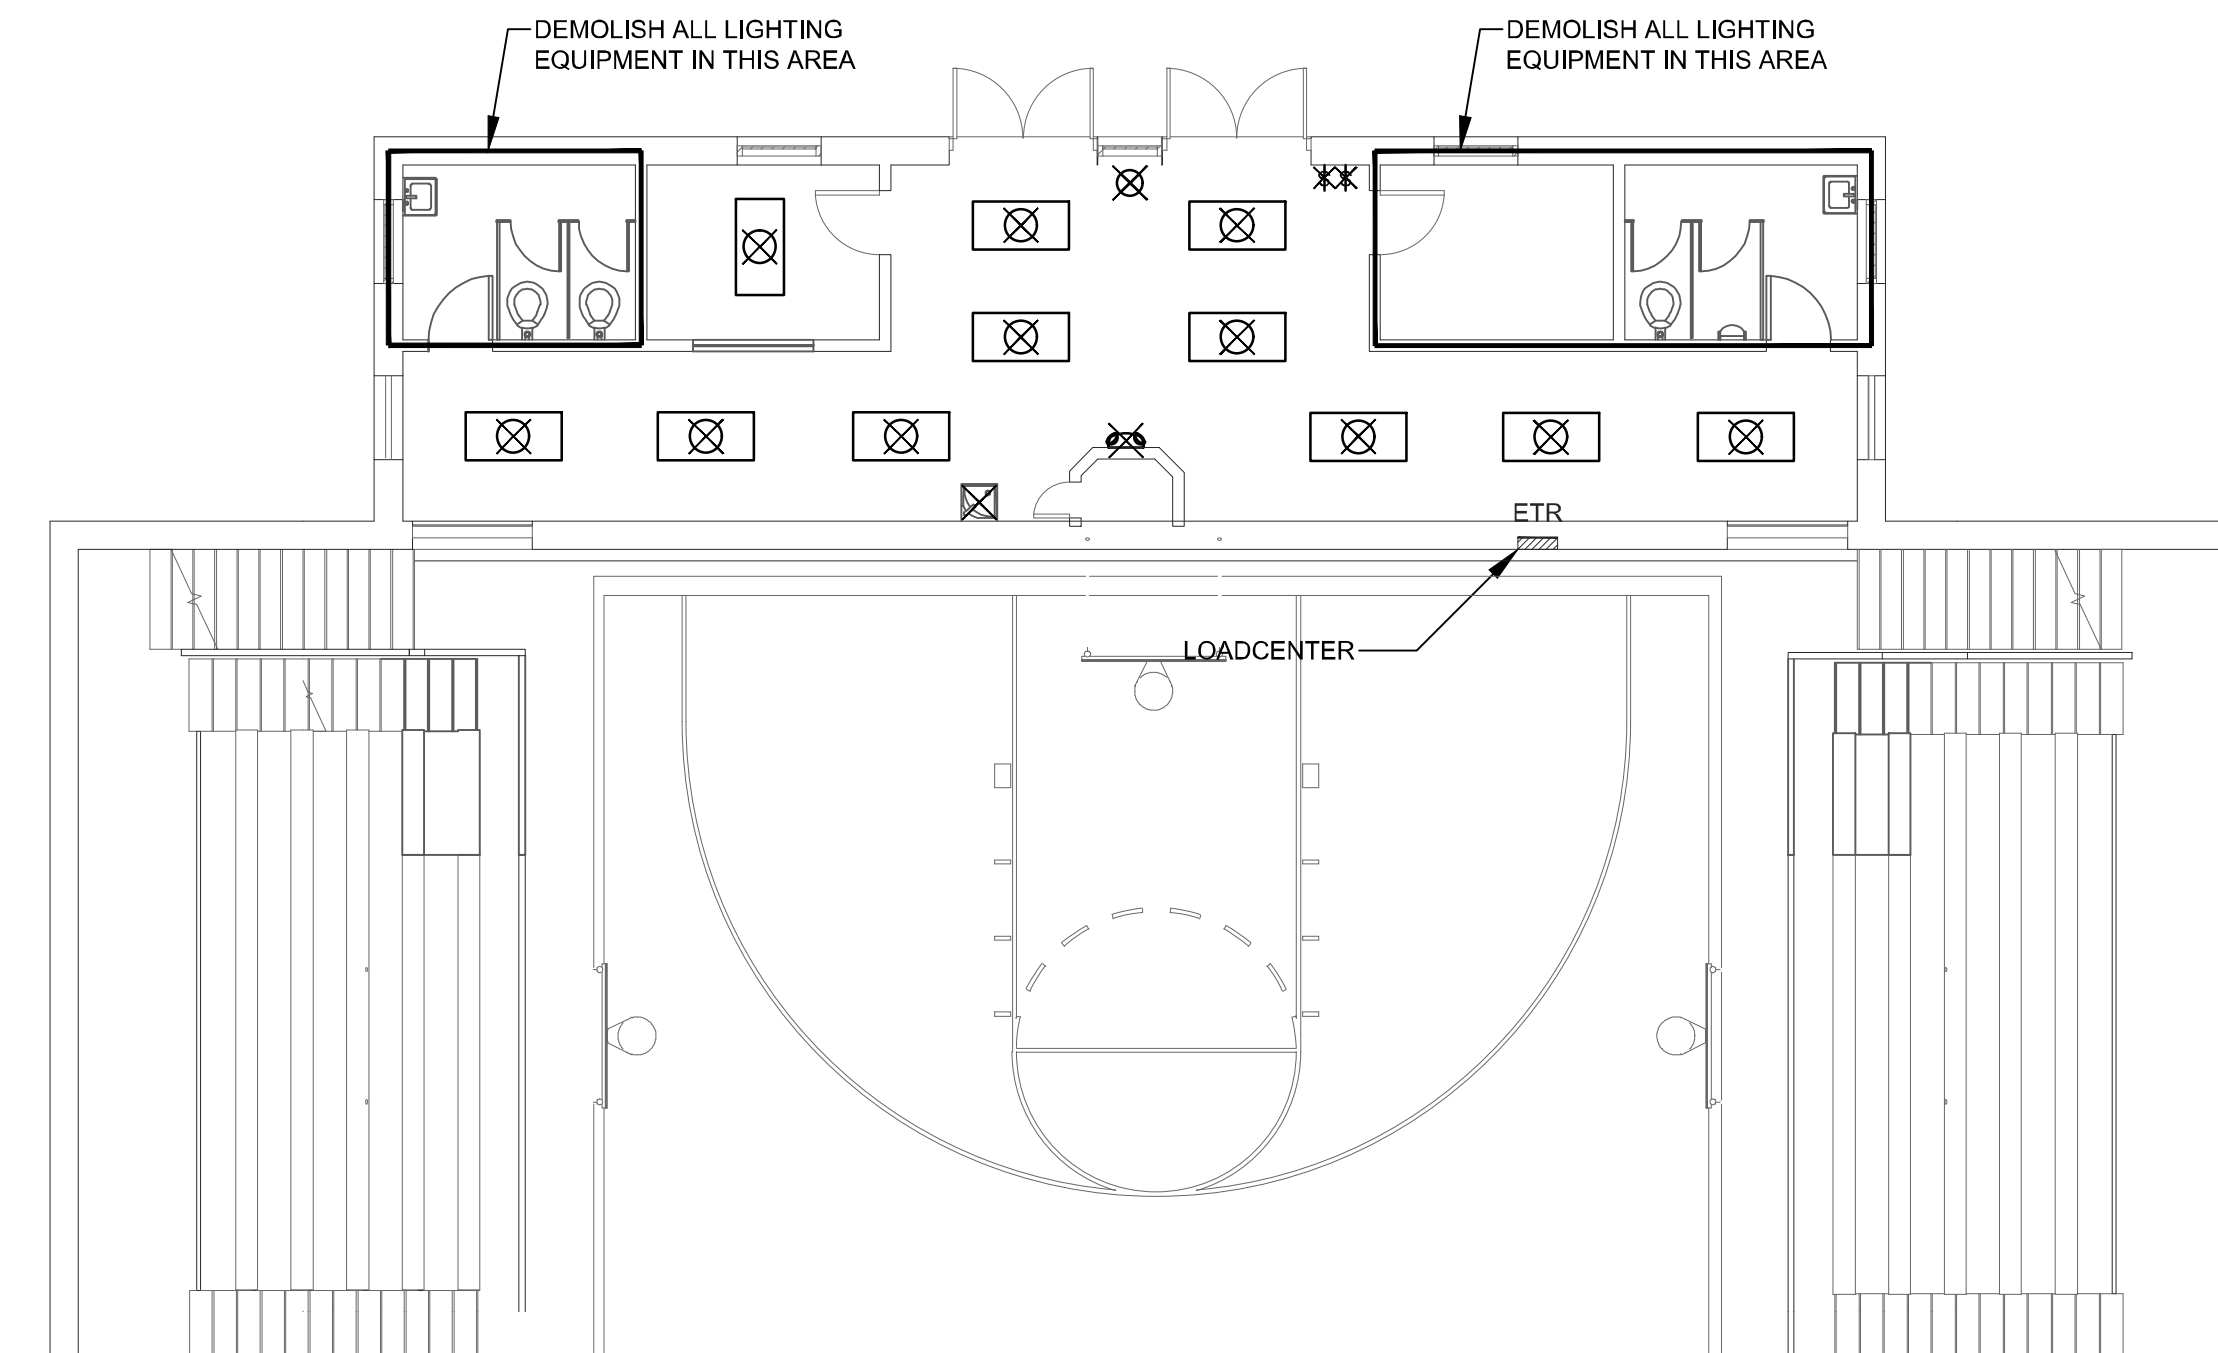 DEMOLISH ALL LIGHTING
EQUIPMENT IN THIS AREA
DEMOLISH ALL LIGHTING
EQUIPMENT IN THIS AREA
ETR
LOADCENTER